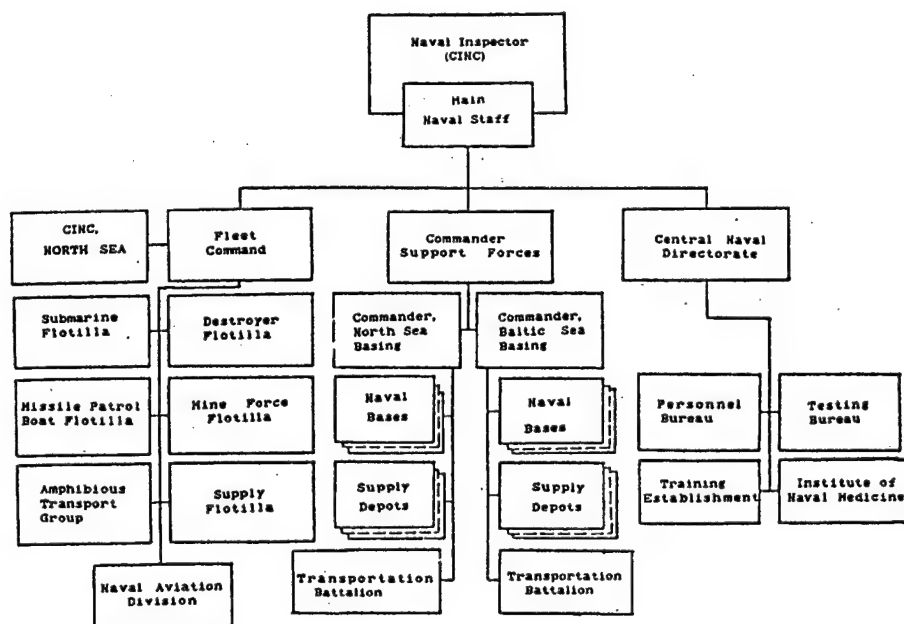 Naval Inspector
(CINC)
Main
Naval Staff
CINC,
NORTH SEA
Fleet
Command
Commander
Support Forces
Central Naval
Directorate
Submarine
Flotilla
Destroyer
Flotilla
Commander,
North Sea
Basing
Commander,
Baltic Sea
Basing
Missile Patrol
Boat Flotilla
Mine Force
Flotilla
Naval
Bases
Naval
Bases
Personnel
Bureau
Testing
Bureau
Amphibious
Transport
Group
Supply
Flotilla
Supply
Depots
Supply
Depots
Training
Establishment
Institute of
Naval Medicine
Naval Aviation
Division
Transportation
Battalion
Transportation
Battalion